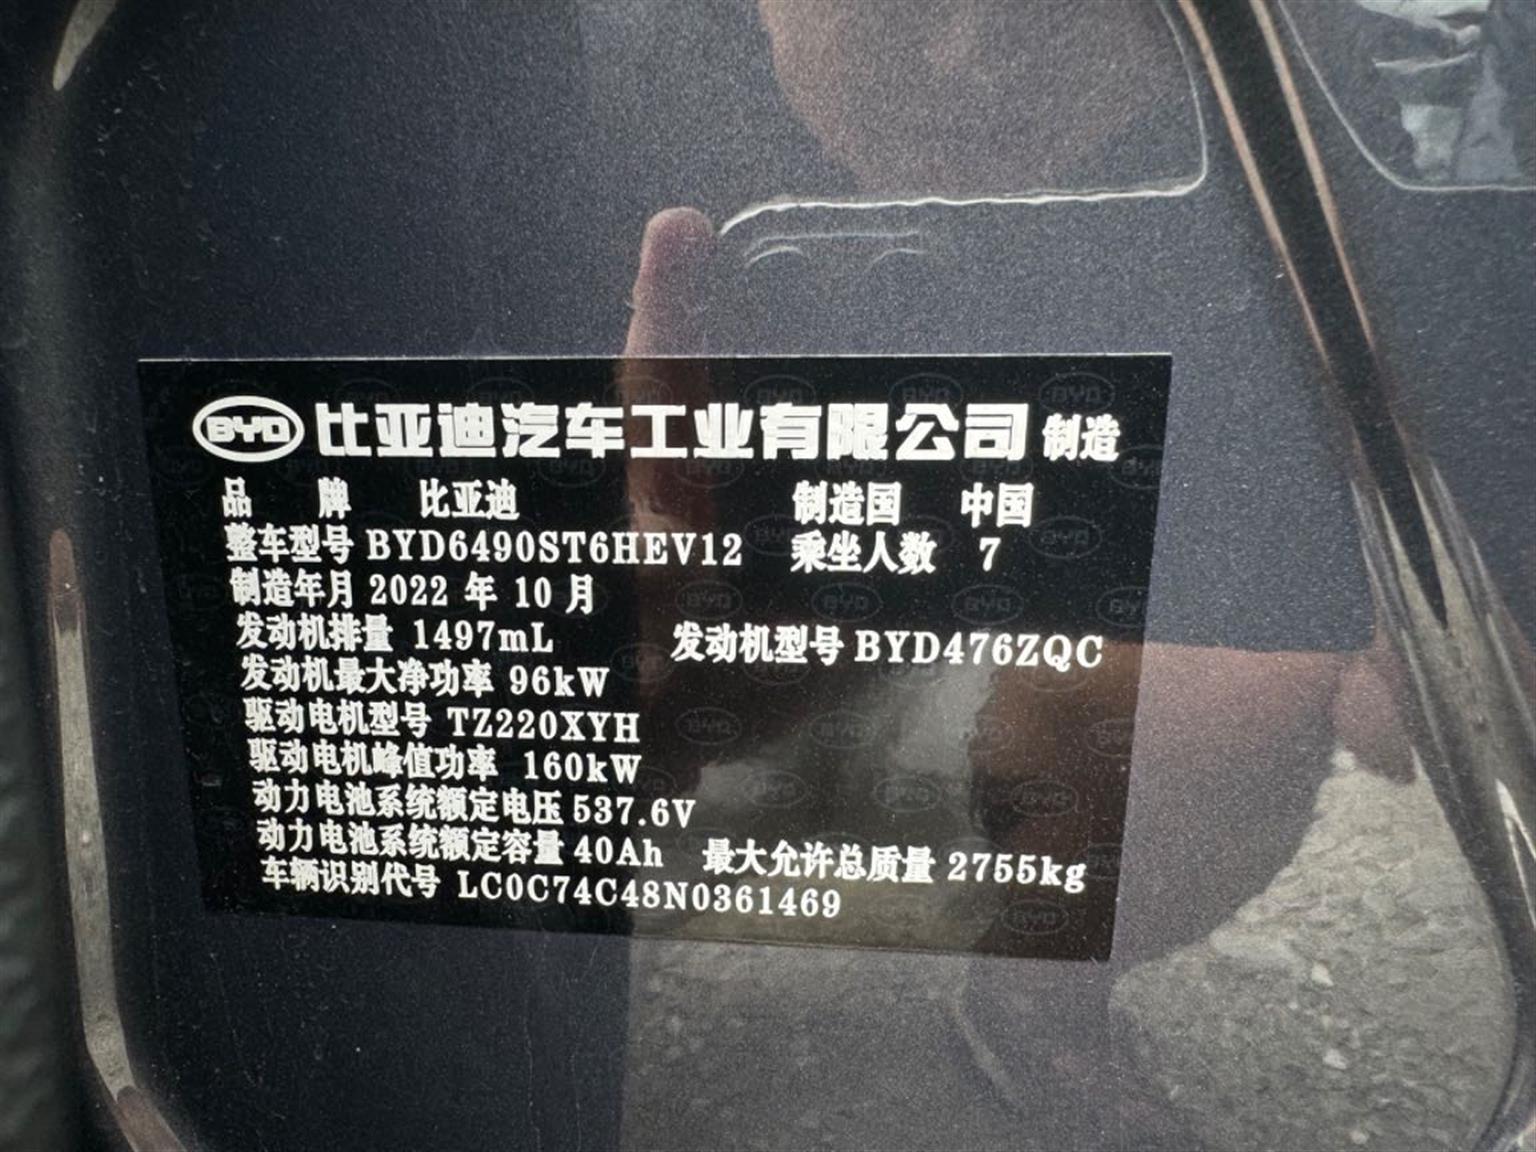 BYD 比亚迪汽车工业有限公司 制造
品 牌 比亚迪 制造国 中国
整车型号 BYD6490ST6HEV12 乘坐人数 7
制造年月 2022 年 10 月
发动机排量 1497mL 发动机型号 BYD476ZQC
发动机最大净功率 96kW
驱动电机型号 TZ220XYH
驱动电机峰值功率 160kW
动力电池系统额定电压 537.6V
动力电池系统额定容量 40Ah 最大允许总质量 2755kg
车辆识别代号 LC0C74C48N0361469